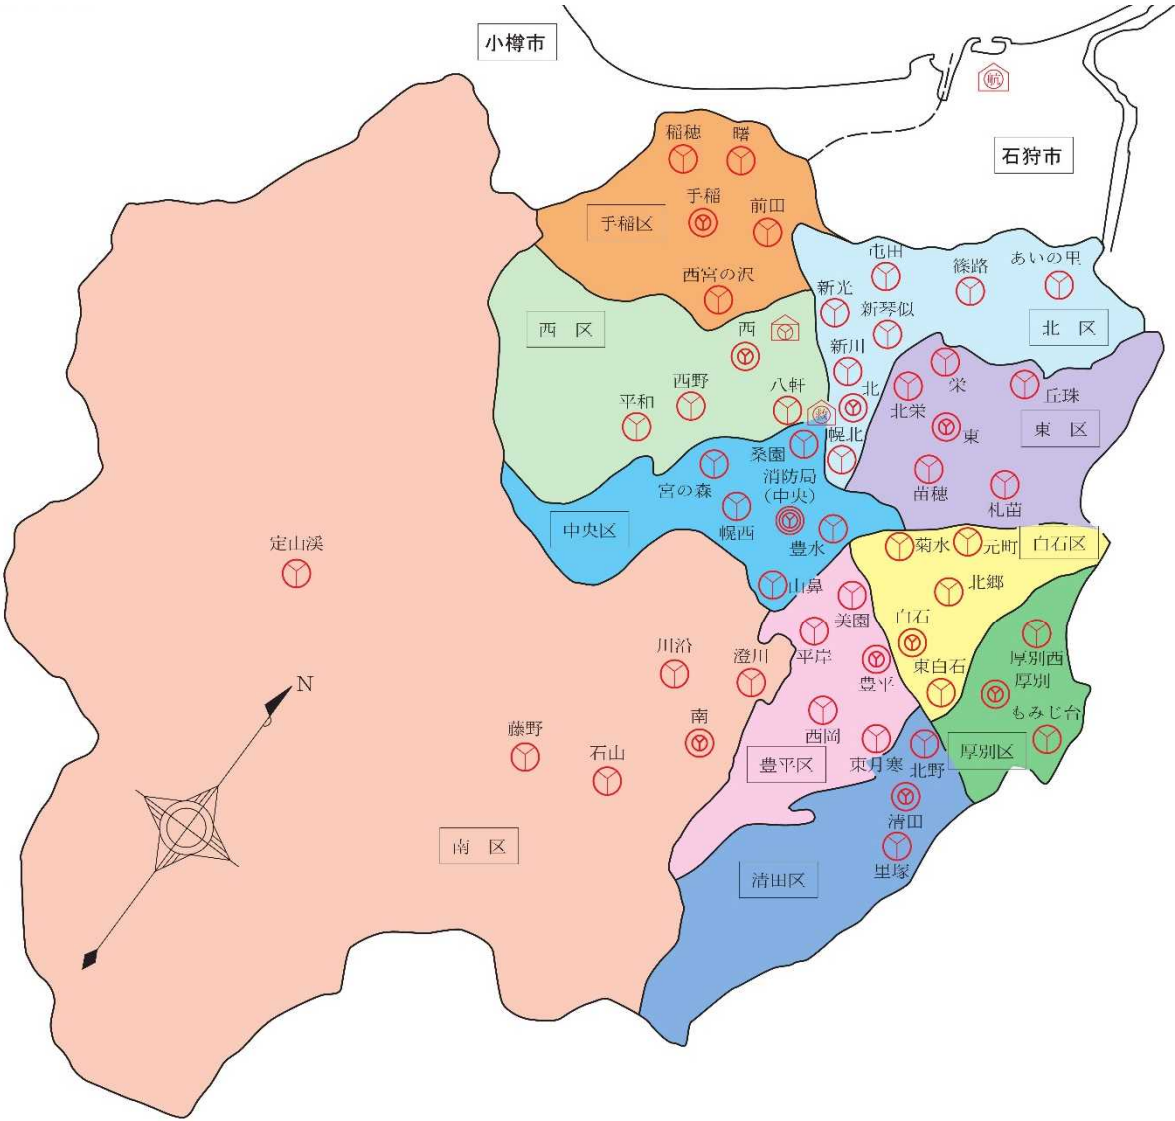 小樽市
航
石狩市
稲穂
曙
手稲
前田
手稲区
西宮の沢
屯田
篠路
あいの里
新光
新琴似
北 区
西 区
西
新川
八軒
北
西野
平和
栄
北栄
丘珠
東
東 区
幌北
桑園
宮の森
消防局
(中央)
苗穂
札苗
中央区
幌西
豊水
菊水
元町
白石区
定山渓
山鼻
美園
北郷
白石
平岸
豊平
東白石
厚別西
厚別
もみじ台
川沿
澄川
N
藤野
石山
南
西岡
東月寒
北野
厚別区
豊平区
清田
南 区
里塚
清田区